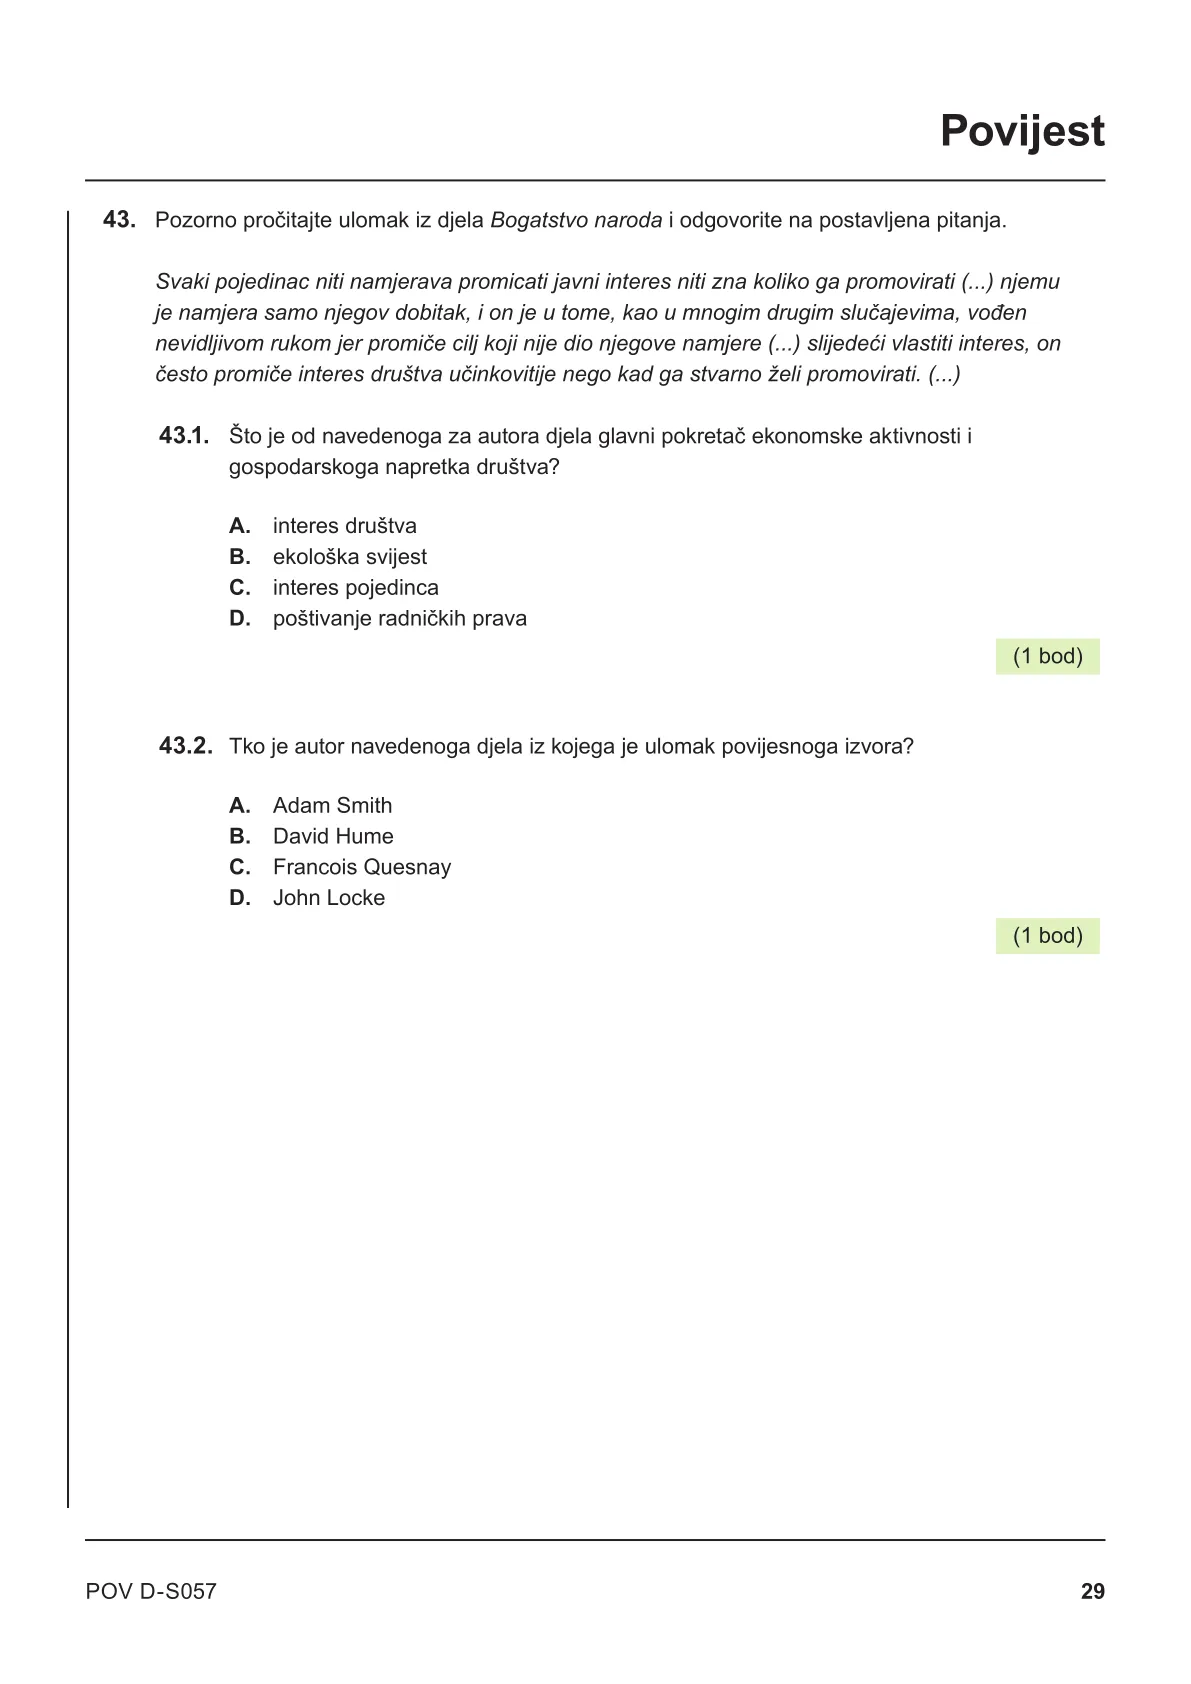 Povijest
43. Pozorno pročitajte ulomak iz djela Bogatstvo naroda i odgovorite na postavljena pitanja.
Svaki pojedinac niti namjerava promicati javni interes niti zna koliko ga promovirati (...) njemu
je namjera samo njegov dobitak, i on je u tome, kao u mnogim drugim slučajevima, vođen
nevidljivom rukom jer promiče cilj koji nije dio njegove namjere (...) slijedeći vlastiti interes, on
često promiče interes društva učinkovitije nego kad ga stvarno želi promovirati. (...)
43.1. Što je od navedenoga za autora djela glavni pokretač ekonomske aktivnosti i
gospodarskoga napretka društva?
A. interes društva
B. ekološka svijest
C. interes pojedinca
D. poštivanje radničkih prava
(1 bod)
43.2. Tko je autor navedenoga djela iz kojega je ulomak povijesnoga izvora?
A. Adam Smith
B. David Hume
C. Francois Quesnay
D. John Locke
(1 bod)
POV D-S057
29